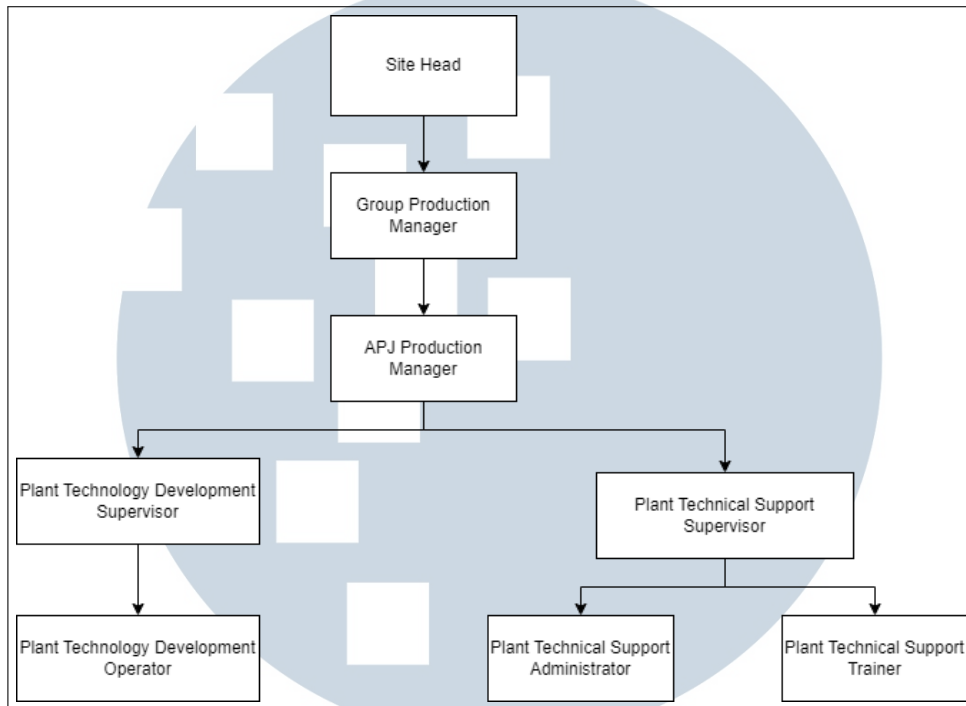 Site Head
Group Production
Manager
APJ Production
Manager
Plant Technology Development
Supervisor
Plant Technical Support
Supervisor
Plant Technology Development
Operator
Plant Technical Support
Administrator
Plant Technical Support
Trainer